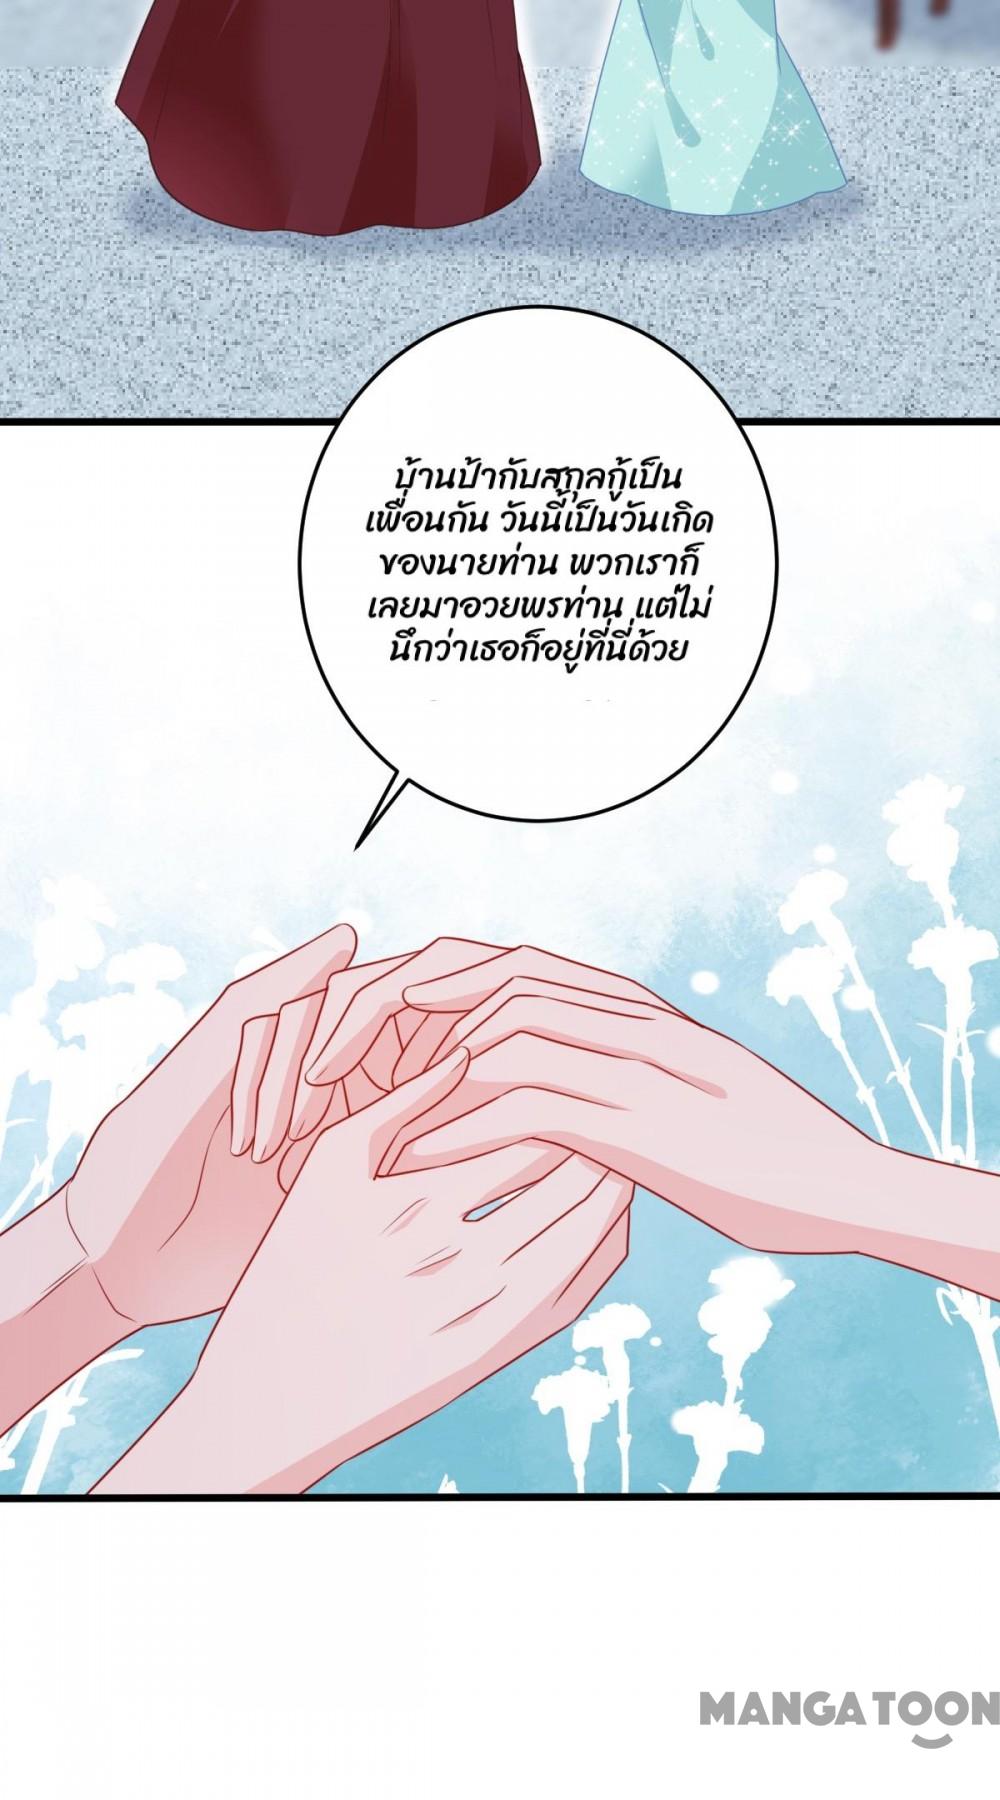 บ้านป้ากับสกุลกู้เป็น
เพื่อนกัน วันนี้เป็นวันเกิด
ของนายท่าน พวกเราก็
เลยมาอวยพรท่าน แต่ไม่
นึกว่าเธอก็อยู่ที่นี่ด้วย
MANGATOON